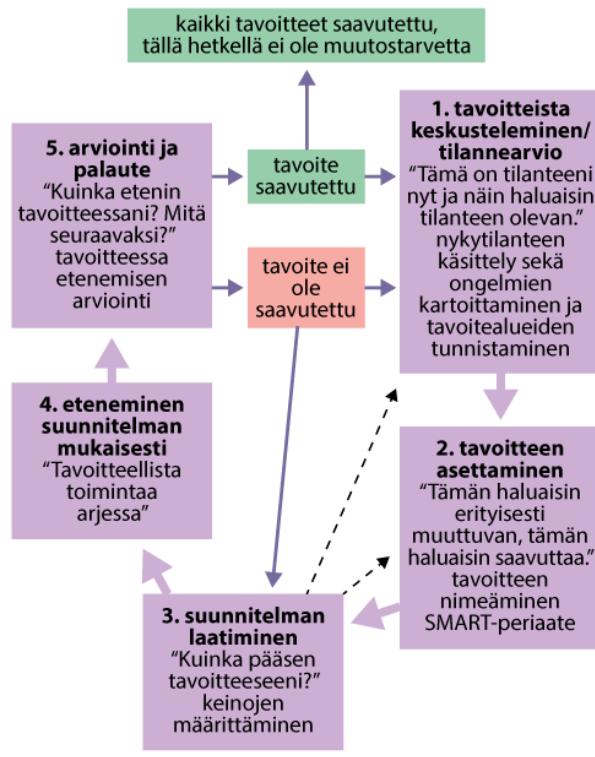 kaikki tavoitteet saavutettu,
tällä hetkellä ei ole muutostarvetta
1. tavoitteista
keskusteleminen/
tilannearvio
“Tämä on tilanteeni
nyt ja näin haluaisin
tilanteen olevan.”
nykytilanteen
käsittely sekä
ongelmien
kartoittaminen ja
tavoitealueiden
tunnistaminen
2. tavoitteen
asettaminen
“Tämän haluaisin
erityisesti
muuttuvan, tämän
haluaisin saavuttaa.”
tavoitteen
nimeäminen
SMART-periaate
3. suunnitelman
laatiminen
“Kuinka pääsen
tavoitteeseeni?”
keinojen
määrittäminen
4. eteneminen
suunnitelman
mukaisesti
“Tavoitteellista
toimintaa
arjessa”
5. arviointi ja
palaute
“Kuinka etenin
tavoitteessani? Mitä
seuraavaksi?”
tavoitteessa
etenemisen
arviointi
tavoite
saavutettu
tavoite ei
ole
saavutettu